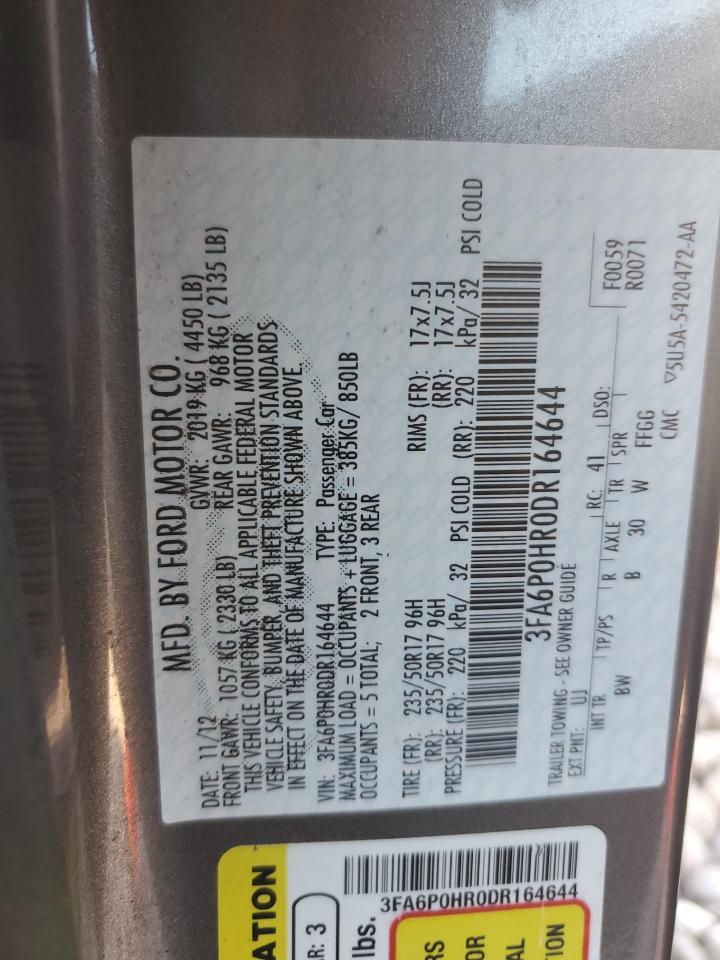 MFD. BY FORD MOTOR CO.
DATE: 11/12 GVWR: 2019 KG ( 4450 LB)
FRONT GAWR: 1057 KG ( 2330 LB) REAR GAWR: 968 KG ( 2135 LB)
THIS VEHICLE CONFORMS TO ALL APPLICABLE FEDERAL MOTOR
VEHICLE SAFETY, BUMPER, AND THEFT PREVENTION STANDARDS
IN EFFECT ON THE DATE OF MANUFACTURE SHOWN ABOVE.
VIN: 3FA6P0HR0DR164644 TYPE: Passenger Car
MAXIMUM LOAD = OCCUPANTS + LUGGAGE = 385KG/ 850LB
OCCUPANTS = 5 TOTAL; 2 FRONT, 3 REAR
TIRE (FR): 235/50R17 96H RIMS (FR): 17x7.5J
(RR): 235/50R17 96H (RR): 17x7.5J
PRESSURE (FR): 220 kPa/ 32 PSI COLD (RR): 220 kPa/ 32 PSI COLD
3FA6P0HR0DR164644
TRAILER TOWING - SEE OWNER GUIDE
EXT PNT: UJ RC: 41 DSO: F0059
R0071
INT TR TP/PS R AXLE TR SPR
BW B 30 W FFGG
CMC
▽5U5A-5420472-AA
ATION
AR: 3
lbs.
3FA6P0HR0DR164644
RS
OR
AL
TION